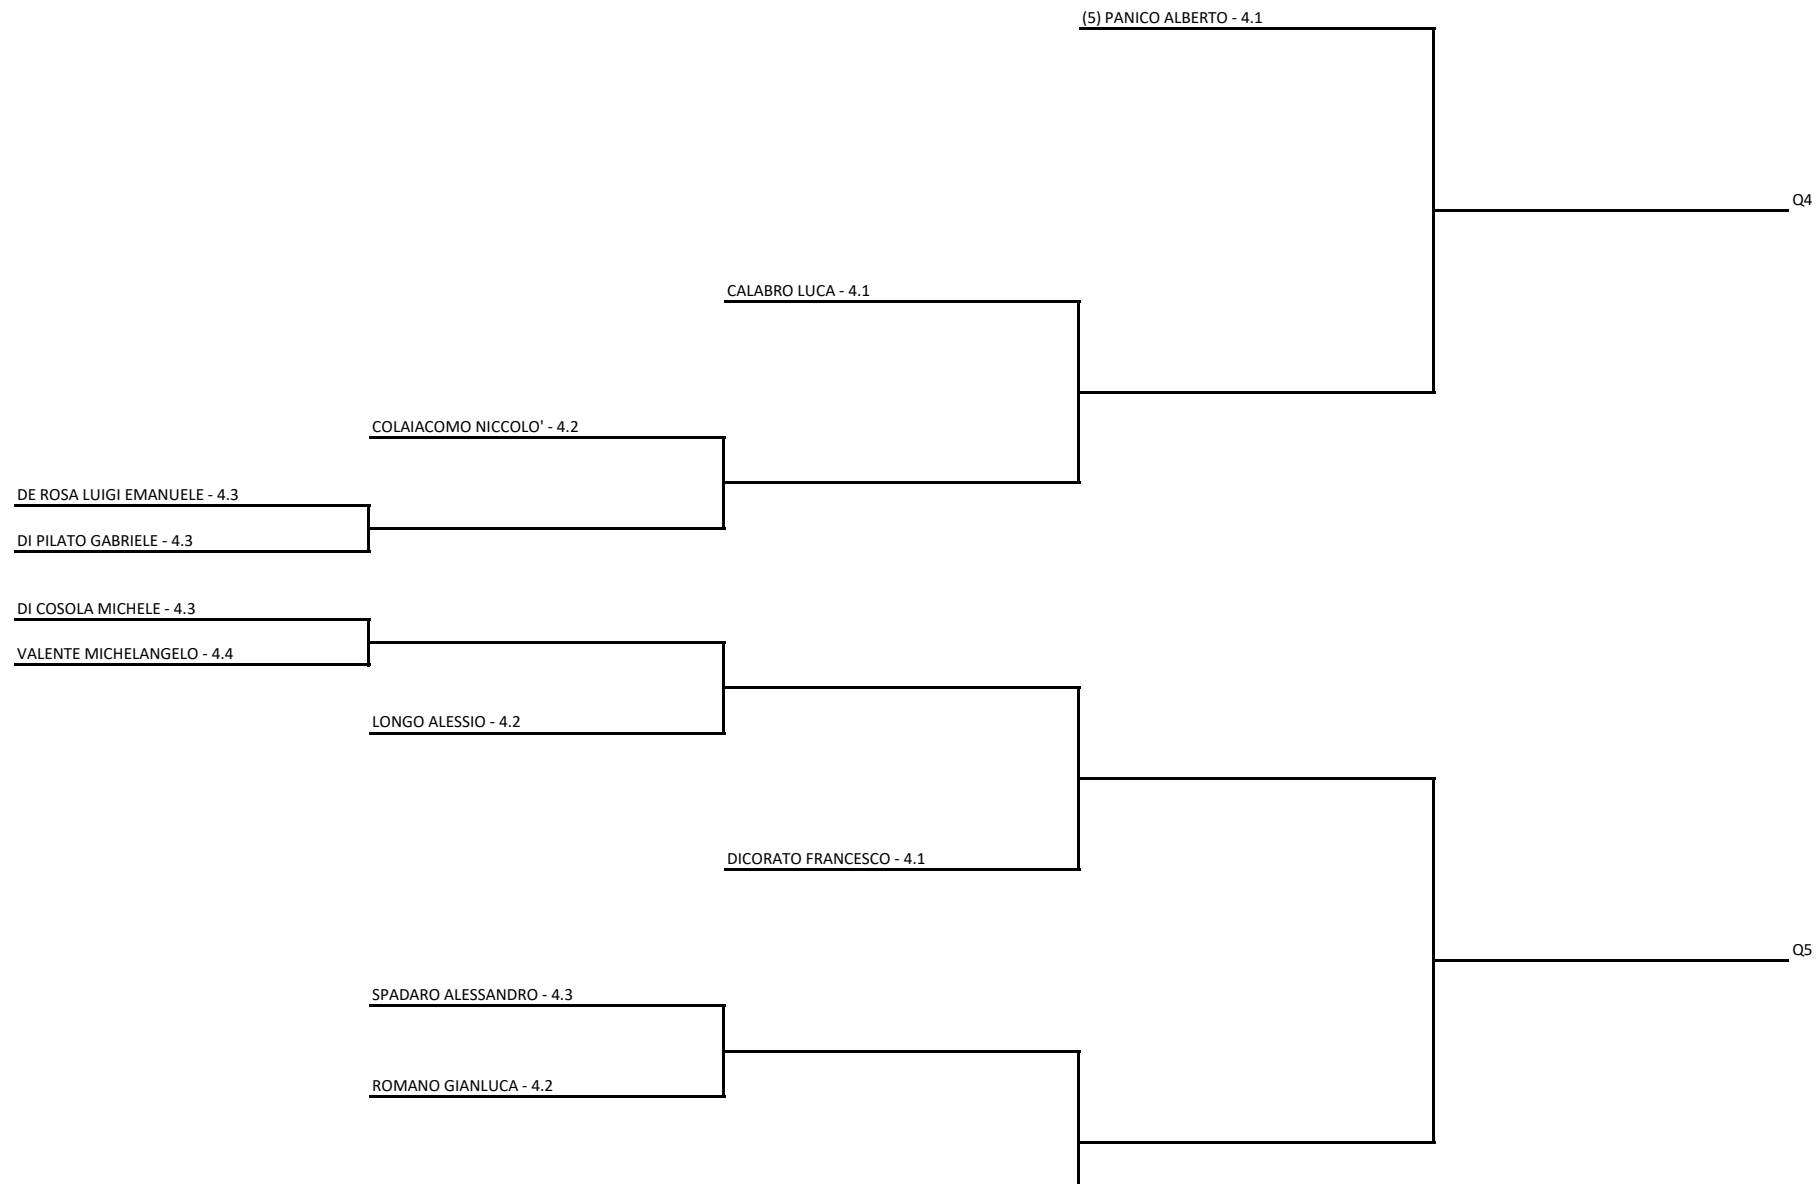 (5) PANICO ALBERTO - 4.1
Q4
CALABRO LUCA - 4.1
COLAIACOMO NICCOLO' - 4.2
DE ROSA LUIGI EMANUELE - 4.3
DI PILATO GABRIELE - 4.3
DI COSOLA MICHELE - 4.3
VALENTE MICHELANGELO - 4.4
LONGO ALESSIO - 4.2
DICORATO FRANCESCO - 4.1
Q5
SPADARO ALESSANDRO - 4.3
ROMANO GIANLUCA - 4.2